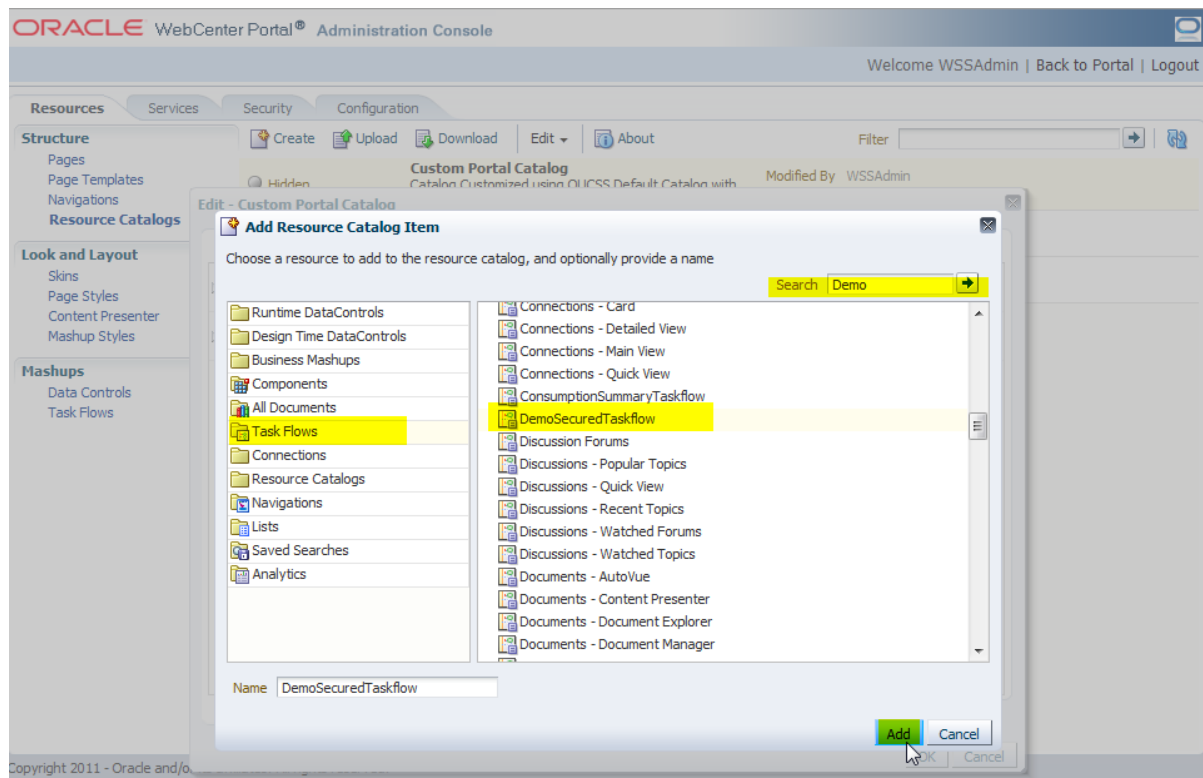 ORACLE WebCenter Portal® Administration Console
Welcome WSSAdmin | Back to Portal | Logout
Resources Services Security Configuration
Structure
Pages
Page Templates
Navigations
Resource Catalogs
Look and Layout
Skins
Page Styles
Content Presenter
Mashup Styles
Mashups
Data Controls
Task Flows
Create Upload Download Edit About Filter
Custom Portal Catalog
Hidden Catalog Customized using OUCSS Default Catalog with Modified By WSSAdmin
Edit - Custom Portal Catalog
Add Resource Catalog Item
Choose a resource to add to the resource catalog, and optionally provide a name
Search Demo
Runtime DataControls
Design Time DataControls
Business Mashups
Components
All Documents
Task Flows
Connections
Resource Catalogs
Navigations
Lists
Saved Searches
Analytics
Connections - Card
Connections - Detailed View
Connections - Main View
Connections - Quick View
ConsumptionSummaryTaskflow
DemoSecuredTaskflow
Discussion Forums
Discussions - Popular Topics
Discussions - Quick View
Discussions - Recent Topics
Discussions - Watched Forums
Discussions - Watched Topics
Documents - AutoVue
Documents - Content Presenter
Documents - Document Explorer
Documents - Document Manager
Name DemoSecuredTaskflow
Add Cancel
OK Cancel
Copyright 2011 - Oracle and/o